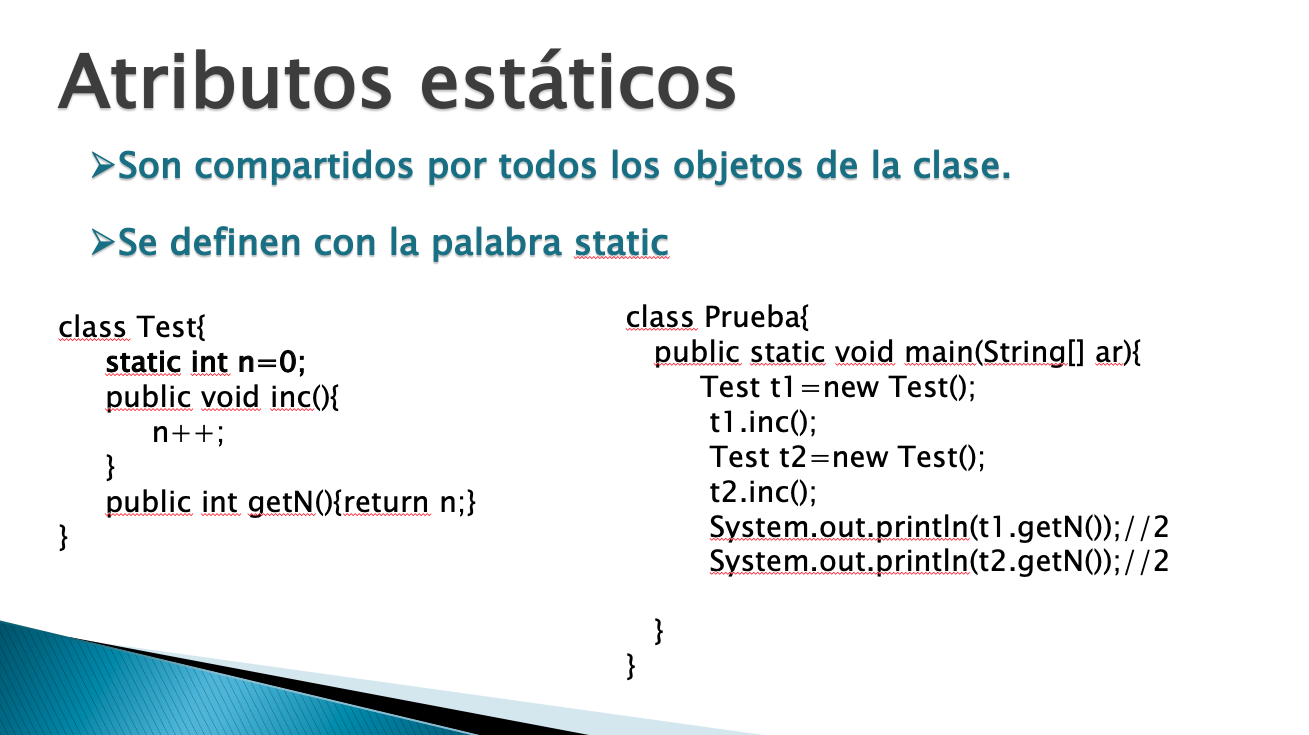 Atributos estáticos
➢Son compartidos por todos los objetos de la clase.
➢Se definen con la palabra static
class Test{
static int n=0;
public void inc(){
n++;
}
public int getN(){return n;}
}
class Prueba{
public static void main(String[] ar){
Test t1=new Test();
t1.inc();
Test t2=new Test();
t2.inc();
System.out.println(t1.getN());//2
System.out.println(t2.getN());//2
}
}